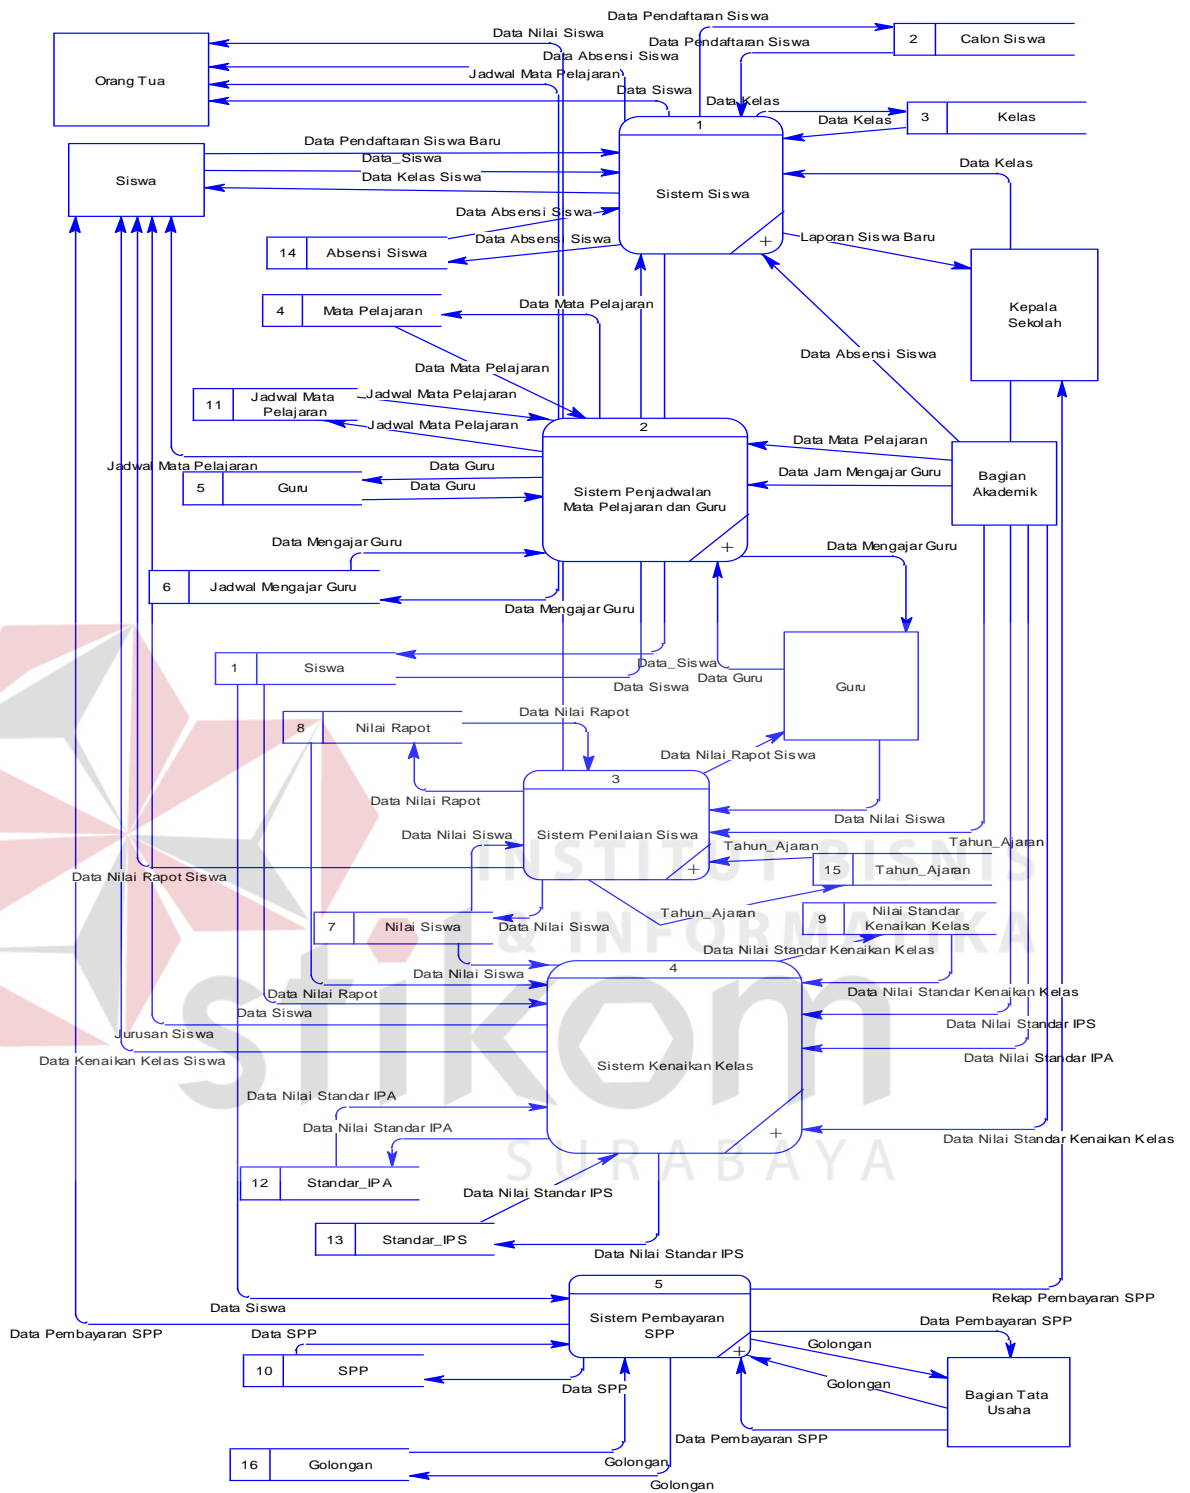 Data Pendaftaran Siswa
Data Nilai Siswa
2
Calon Siswa
Data Pendaftaran Siswa
Data Absensi Siswa
Orang Tua
Jadwal Mata Pelajaran
Data Siswa
Data Kelas
3
Kelas
Data Kelas
1
Data Pendaftaran Siswa Baru
Data_Siswa
Data Kelas
Siswa
Data Kelas Siswa
Sistem Siswa
Data Absensi Siswa
Laporan Siswa Baru
+
Data Absensi Siswa
14
Absensi Siswa
4
Mata Pelajaran
Data Mata Pelajaran
Kepala
Sekolah
Data Absensi Siswa
Data Mata Pelajaran
11
Jadwal Mata
Pelajaran
Jadwal Mata Pelajaran
Jadwal Mata Pelajaran
2
Data Mata Pelajaran
Jadwal Mata Pelajaran
Data Guru
Data Jam Mengajar Guru
Bagian
Akademik
5
Guru
Data Guru
Sistem Penjadwalan
Mata Pelajaran dan Guru
+
Data Mengajar Guru
Data Mengajar Guru
6
Jadwal Mengajar Guru
Data Mengajar Guru
1
Siswa
Data_Siswa
Data Guru
Data Siswa
Guru
Data Nilai Rapot
8
Nilai Rapot
Data Nilai Rapot Siswa
3
Data Nilai Rapot
Data Nilai Siswa
Data Nilai Siswa
Sistem Penilaian Siswa
Tahun_Ajaran
Tahun_Ajaran
INSTITUT BISNIS
+
15
Tahun_Ajaran
Data Nilai Rapot Siswa
Tahun_Ajaran
9
Nilai Standar
Kenaikan Kelas
7
Nilai Siswa
Data Nilai Siswa
& INFORMATIKA
Data Nilai Standar Kenaikan Kelas
Data Nilai Siswa
4
Data Nilai Rapot
Data Nilai Standar Kenaikan Kelas
Data Siswa
Jurusan Siswa
Data Nilai Standar IPS
Data Kenaikan Kelas Siswa
Data Nilai Standar IPA
Sistem Kenaikan Kelas
stikom
Data Nilai Standar IPA
Data Nilai Standar IPA
+
Data Nilai Standar Kenaikan Kelas
SURABAYA
12
Standar_IPA
Data Nilai Standar IPS
13
Standar_IPS
Data Nilai Standar IPS
5
Data Siswa
Rekap Pembayaran SPP
Sistem Pembayaran
SPP
Data Pembayaran SPP
Data SPP
Data Pembayaran SPP
+
Golongan
10
SPP
Golongan
Data SPP
Bagian Tata
Usaha
Data Pembayaran SPP
16
Golongan
Golongan
Golongan